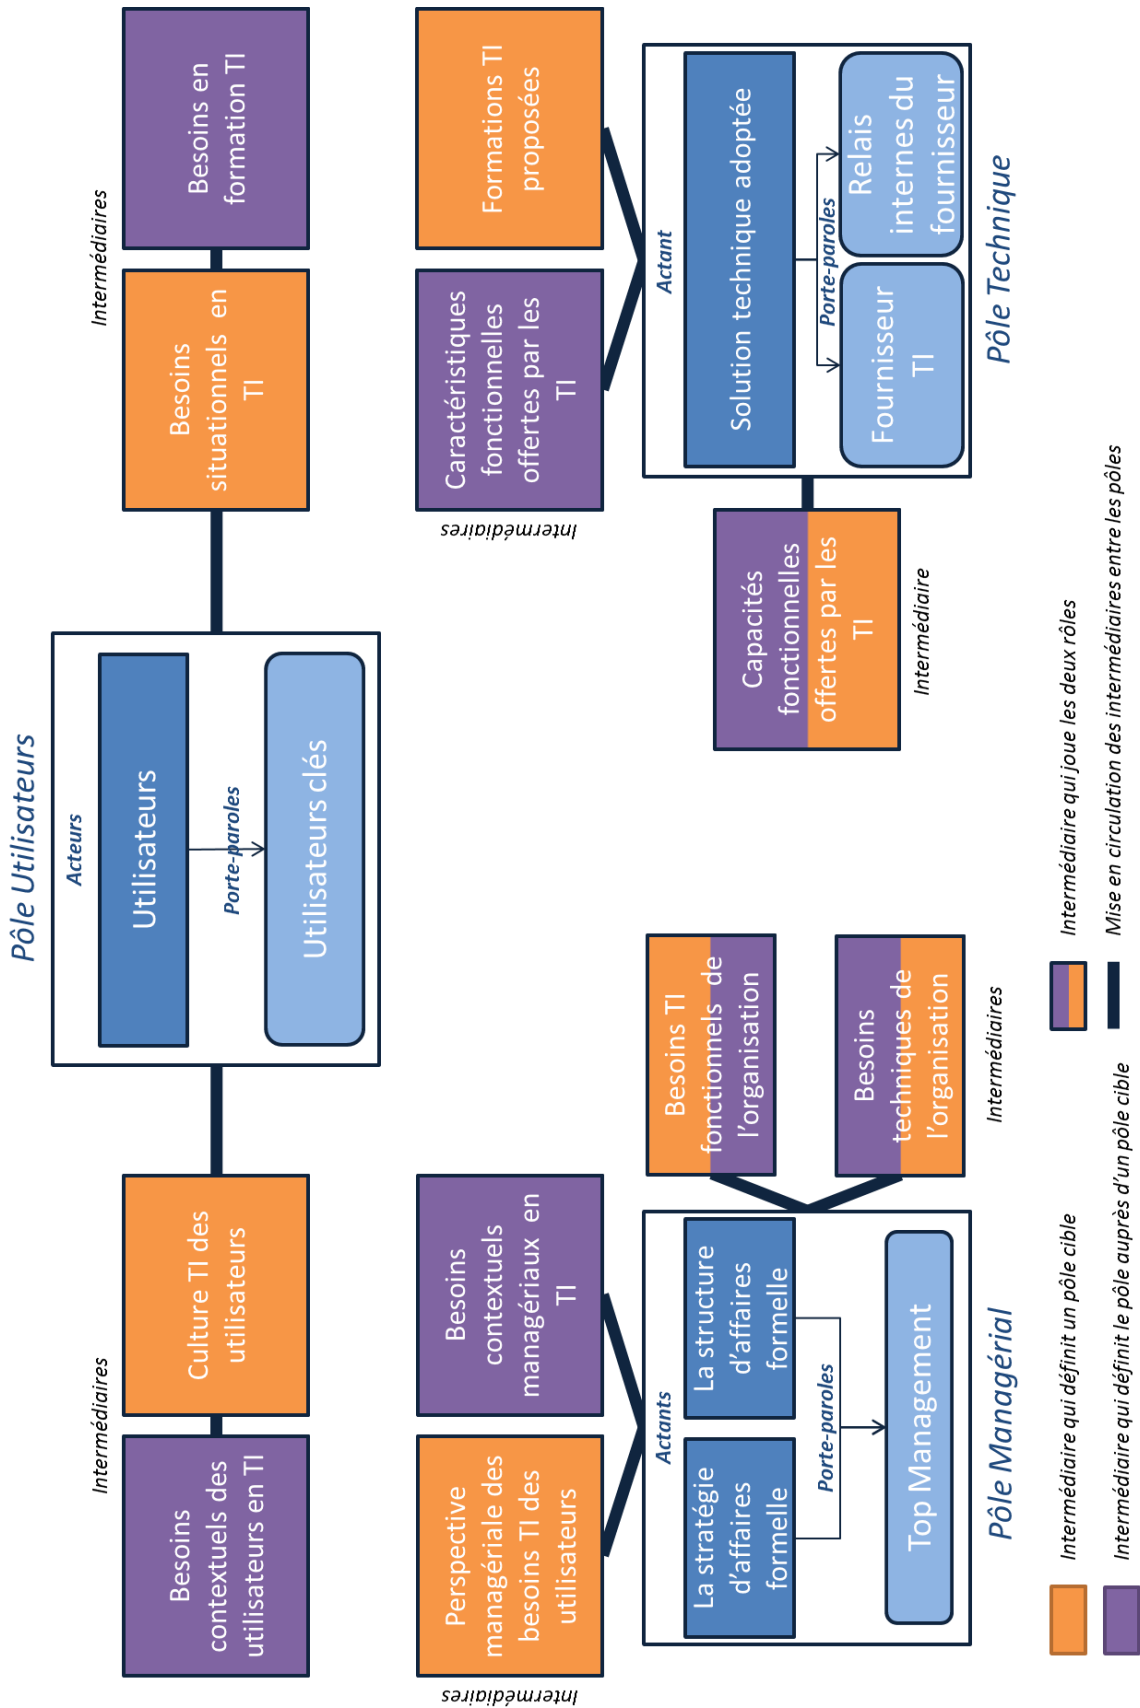 Pôle Utilisateurs
Intermédiaires
Besoins
contextuels des
utilisateurs en TI
Culture TI des
utilisateurs
Acteurs
Utilisateurs
Porte-paroles
Utilisateurs clés
Intermédiaires
Besoins
situationnels en
TI
Besoins en
formation TI
Intermédiaires
Perspective
managériale des
besoins TI des
utilisateurs
Besoins
contextuels
managériaux en
TI
Actants
La stratégie
d'affaires
formelle
La structure
d'affaires
formelle
Porte-paroles
Top Management
Pôle Managérial
Besoins TI
fonctionnels de
l'organisation
Besoins
techniques de
l'organisation
Intermédiaires
Capacités
fonctionnelles
offertes par les
TI
Intermédiaire
Intermédiaires
Caractéristiques
fonctionnelles
offertes par les
TI
Formations TI
proposées
Actant
Solution technique adoptée
Porte-paroles
Fournisseur
TI
Relais
internes du
fournisseur
Pôle Technique
Intermédiaire qui définit un pôle cible
Intermédiaire qui joue les deux rôles
Intermédiaire qui définit le pôle auprès d'un pôle cible
Mise en circulation des intermédiaires entre les pôles